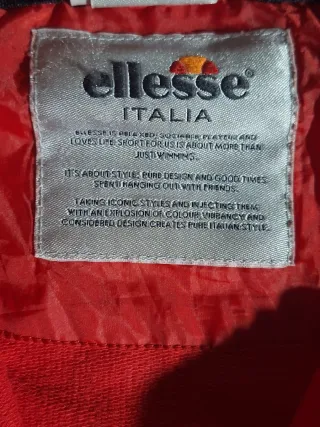 ellesse®
ITALIA
ELLESSE IS RELAXED, SOCIABLE, PLAYFUL AND
LOVES LIFE. SPORT FOR US IS ABOUT MORE THAN
JUST WINNING.
IT'S ABOUT STYLE, PURE DESIGN AND GOOD TIMES
SPENT HANGING OUT WITH FRIENDS.
TAKING ICONIC STYLES AND INJECTING THEM
WITH AN EXPLOSION OF COLOUR, VIBRANCY AND
CONSIDERED DESIGN CREATES PURE ITALIAN STYLE.